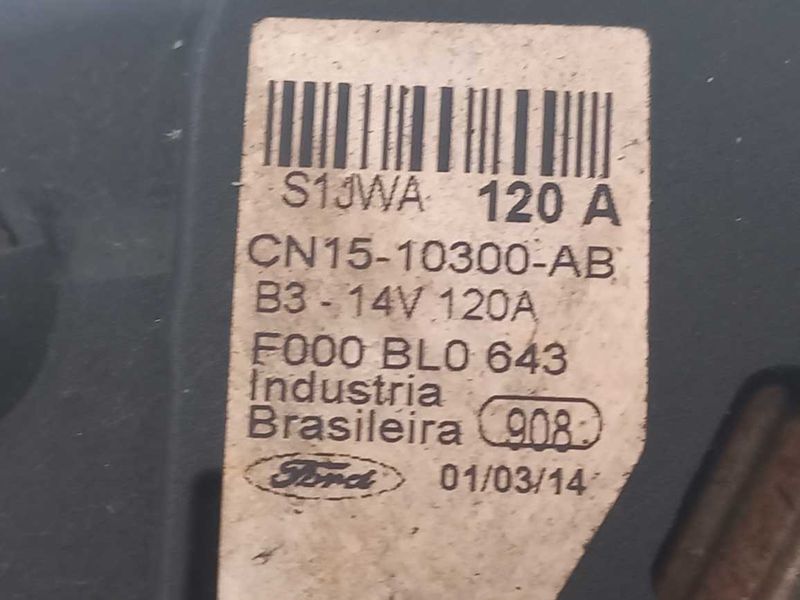 S1JWA 120 A
CN15-10300-AB
B3 - 14V 120A
F000 BL0 643
Industria
Brasileira 908
Ford 01/03/14